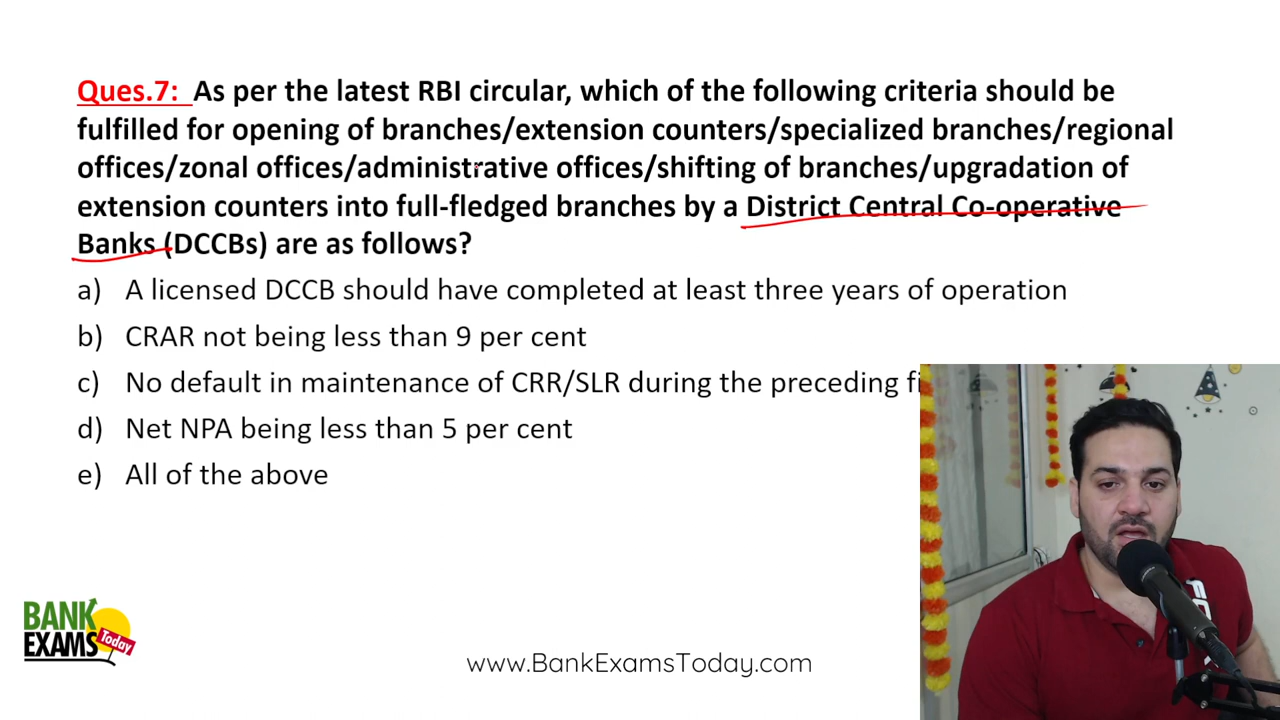 Ques.7: As per the latest RBI circular, which of the following criteria should be
fulfilled for opening of branches/extension counters/specialized branches/regional
offices/zonal offices/administrative offices/shifting of branches/upgradation of
extension counters into full-fledged branches by a District Central Co-operative
Banks (DCCBs) are as follows?
a) A licensed DCCB should have completed at least three years of operation
b) CRAR not being less than 9 per cent
c) No default in maintenance of CRR/SLR during the preceding
d) Net NPA being less than 5 per cent
e) All of the above
BANK
EXAMS Today
www.BankExamsToday.com